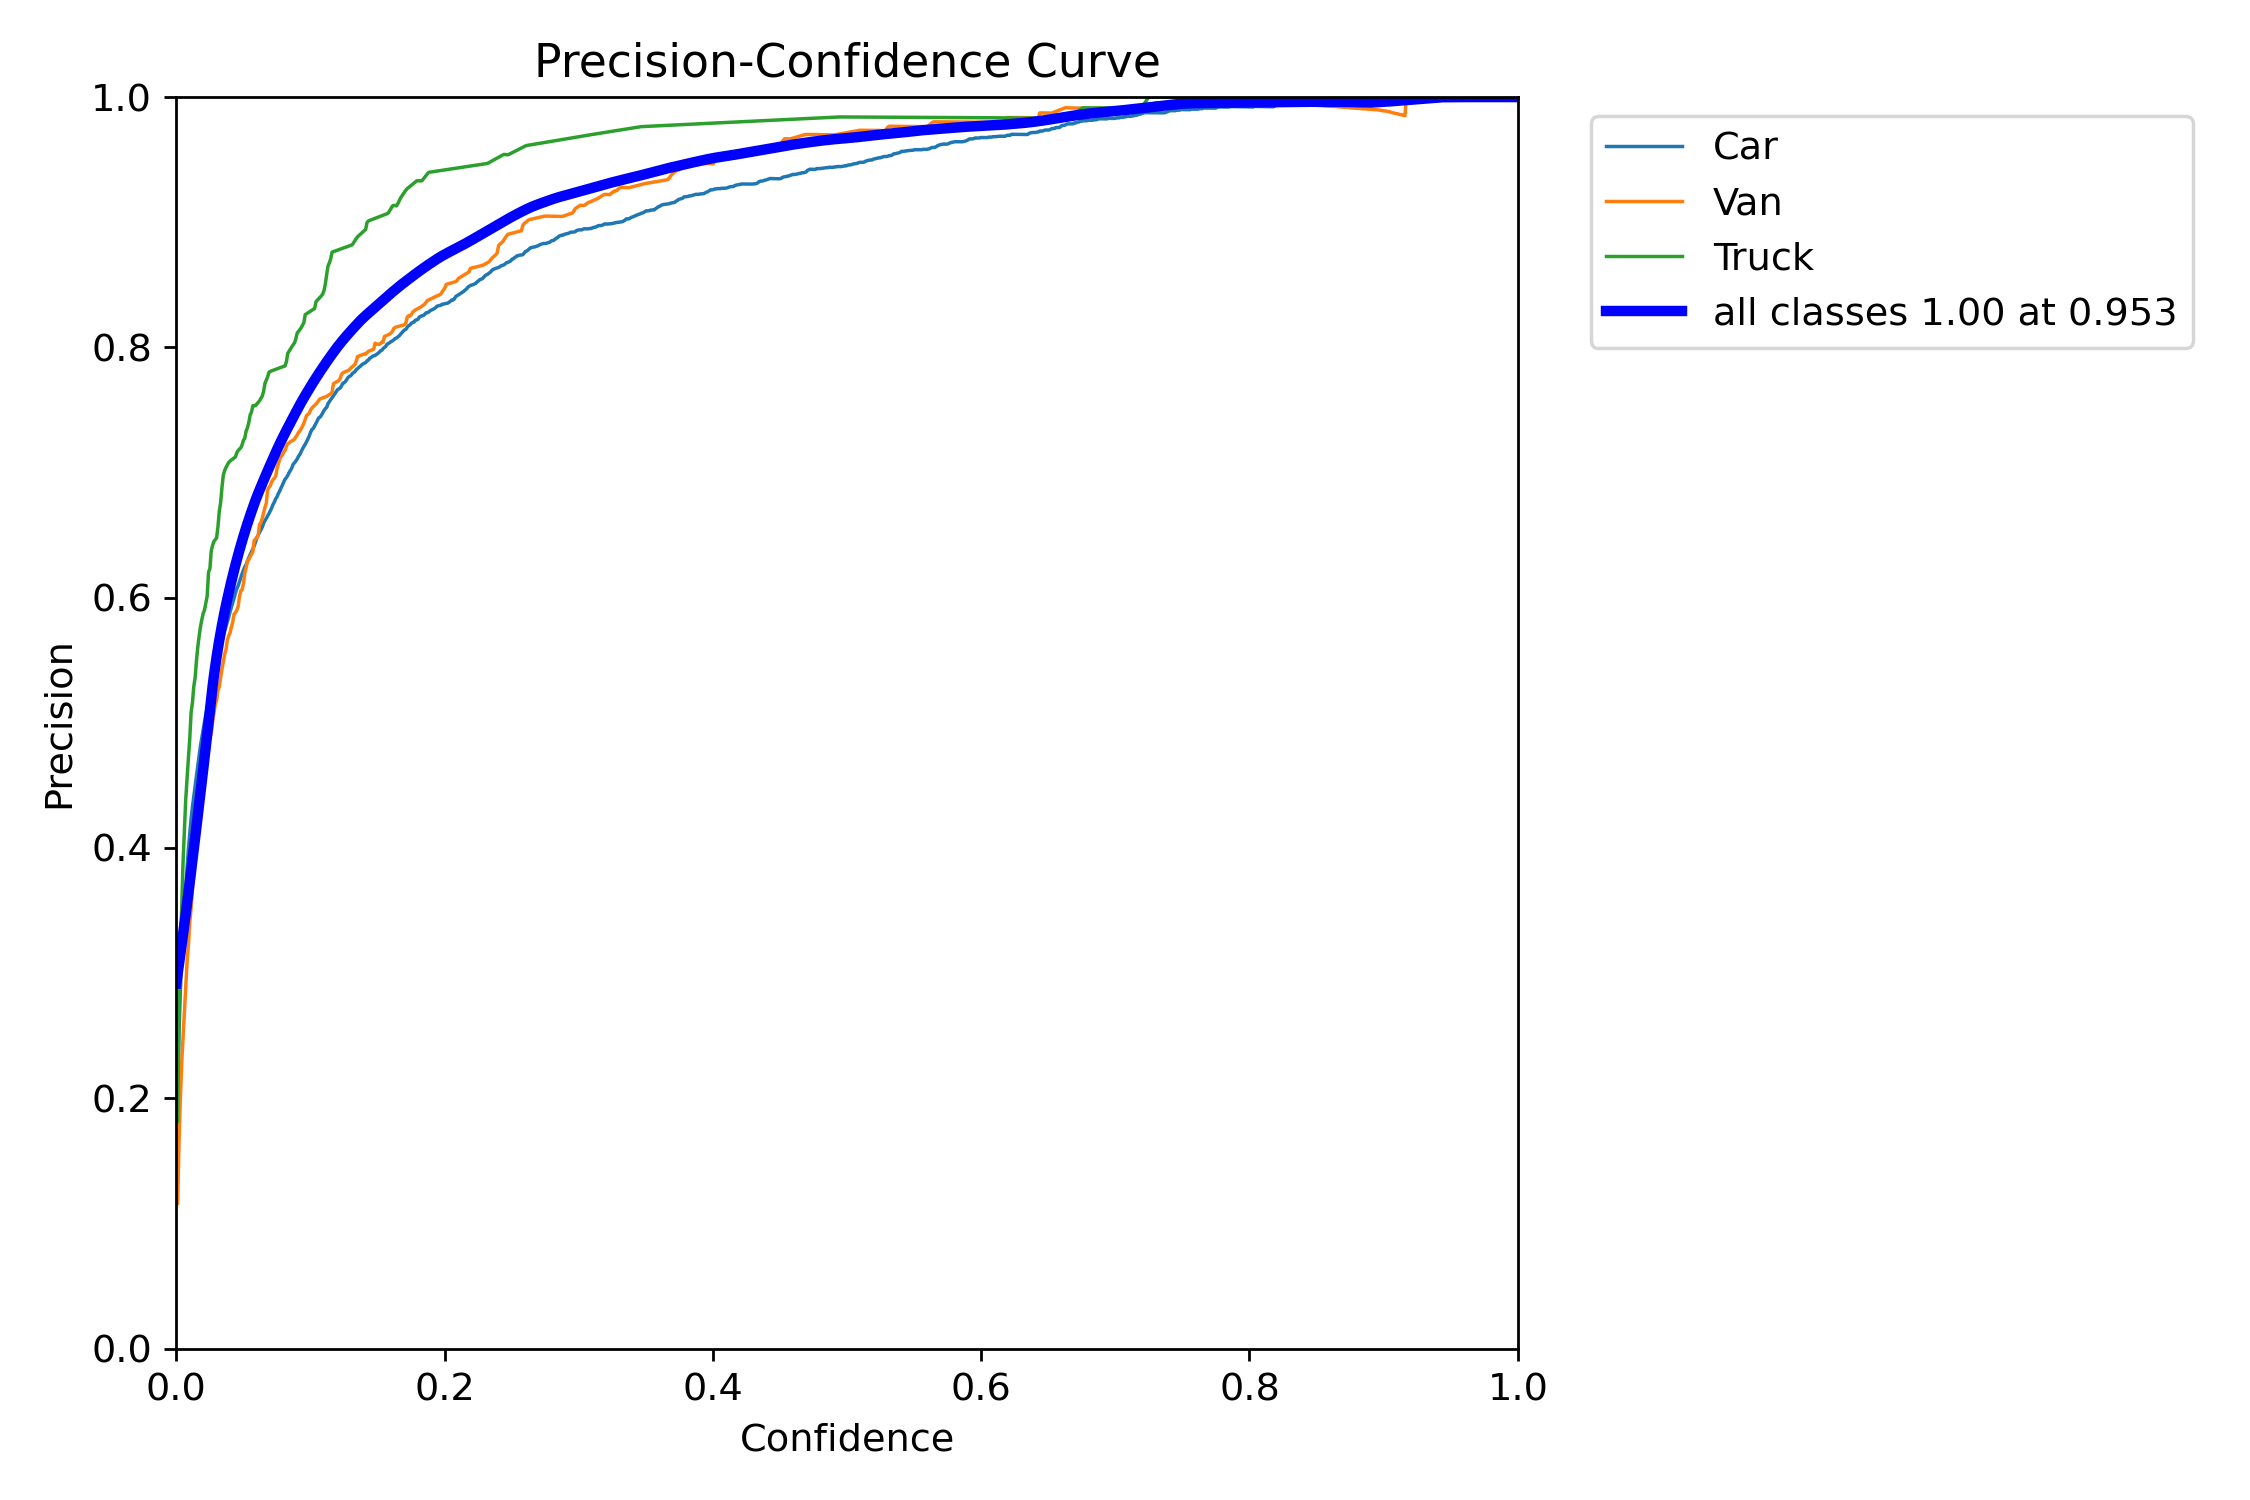 Precision-Confidence Curve
1.0
0.8
0.6
0.4
0.2
0.0
Precision
0.0 0.2 0.4 0.6 0.8 1.0
Confidence
Car
Van
Truck
all classes 1.00 at 0.953